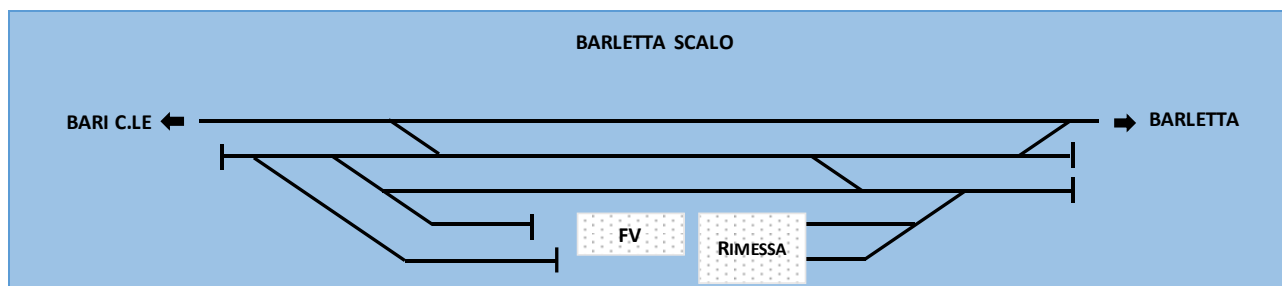 BARLETTA SCALO
BARI C.LE
BARLETTA
FV
RIMESSA